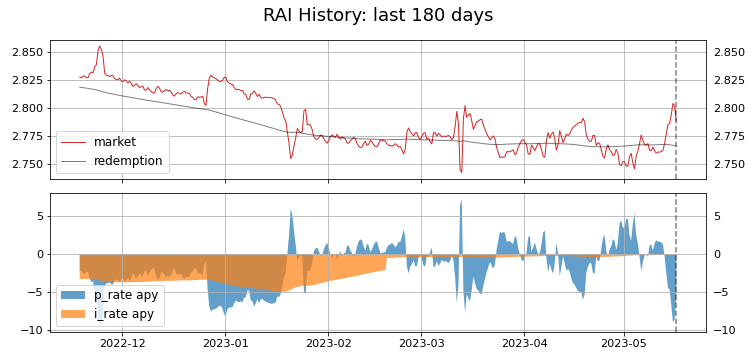 RAI History: last 180 days
2.850 2.850
2.825 2.825
2.800 2.800
2.775 2.775
2.750 2.750
market
redemption
5 5
0 0
−5 −5
−10 −10
p_rate apy
i_rate apy
2022-12 2023-01 2023-02 2023-03 2023-04 2023-05